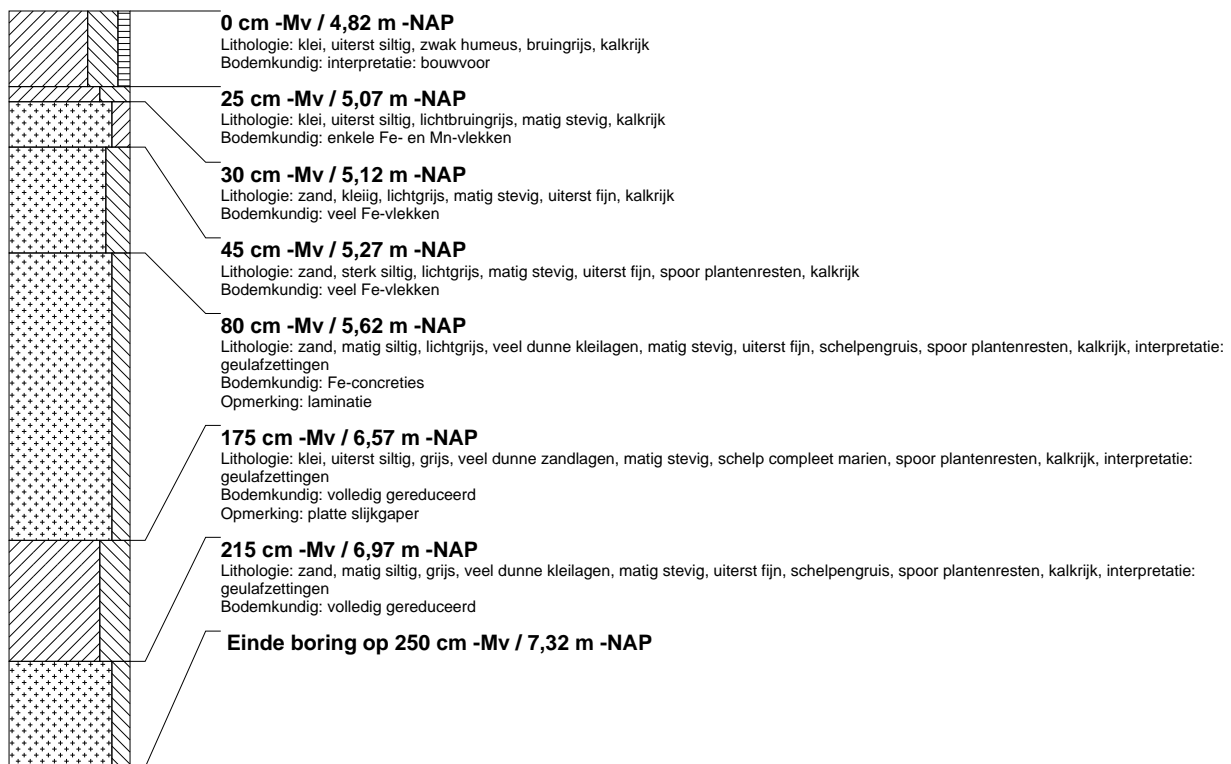 0 cm -Mv / 4,82 m -NAP
Lithologie: klei, uiterst siltig, zwak humeus, bruingrijs, kalkrijk
Bodemkundig: interpretatie: bouwvoor
25 cm -Mv / 5,07 m -NAP
Lithologie: klei, uiterst siltig, lichtbruingrijs, matig stevig, kalkrijk
Bodemkundig: enkele Fe- en Mn-vlekken
30 cm -Mv / 5,12 m -NAP
Lithologie: zand, kleiig, lichtgrijs, matig stevig, uiterst fijn, kalkrijk
Bodemkundig: veel Fe-vlekken
45 cm -Mv / 5,27 m -NAP
Lithologie: zand, sterk siltig, lichtgrijs, matig stevig, uiterst fijn, spoor plantenresten, kalkrijk
Bodemkundig: veel Fe-vlekken
80 cm -Mv / 5,62 m -NAP
Lithologie: zand, matig siltig, lichtgrijs, veel dunne kleilagen, matig stevig, uiterst fijn, schelpengruis, spoor plantenresten, kalkrijk, interpretatie:
geulafzettingen
Bodemkundig: Fe-concreties
Opmerking: laminatie
175 cm -Mv / 6,57 m -NAP
Lithologie: klei, uiterst siltig, grijs, veel dunne zandlagen, matig stevig, schelp compleet marien, spoor plantenresten, kalkrijk, interpretatie:
geulafzettingen
Bodemkundig: volledig gereduceerd
Opmerking: platte slijkgaper
215 cm -Mv / 6,97 m -NAP
Lithologie: zand, matig siltig, grijs, veel dunne kleilagen, matig stevig, uiterst fijn, schelpengruis, spoor plantenresten, kalkrijk, interpretatie:
geulafzettingen
Bodemkundig: volledig gereduceerd
Einde boring op 250 cm -Mv / 7,32 m -NAP